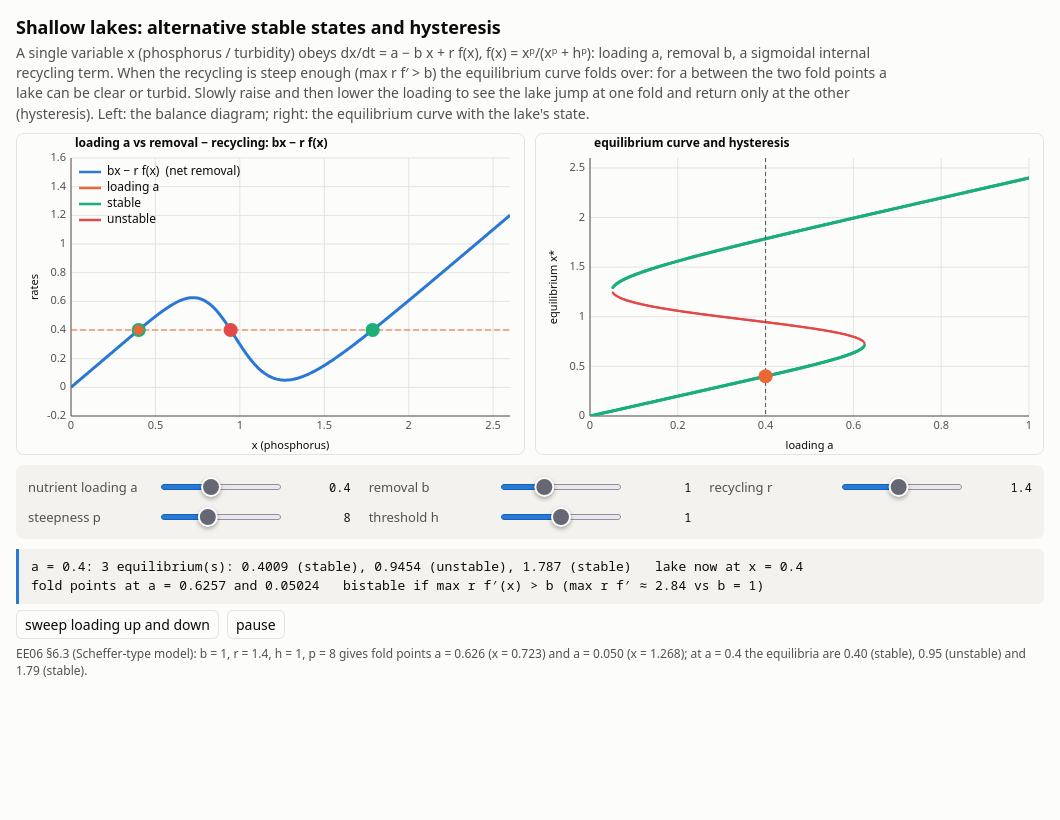 Shallow lakes: alternative stable states and hysteresis
A single variable x (phosphorus / turbidity) obeys dx/dt = a − b x + r f(x), f(x) = xᵖ/(xᵖ + hᵖ): loading a, removal b, a sigmoidal internal
recycling term. When the recycling is steep enough (max r f′ > b) the equilibrium curve folds over: for a between the two fold points a
lake can be clear or turbid. Slowly raise and then lower the loading to see the lake jump at one fold and return only at the other
(hysteresis). Left: the balance diagram; right: the equilibrium curve with the lake's state.
loading a vs removal − recycling: bx − r f(x)
1.6
1.4
1.2
1
0.8
0.6
0.4
0.2
0
-0.2
rates
bx − r f(x) (net removal)
loading a
stable
unstable
0 0.5 1 1.5 2 2.5
x (phosphorus)
equilibrium curve and hysteresis
2.5
2
1.5
1
0.5
0
equilibrium x*
0 0.2 0.4 0.6 0.8 1
loading a
nutrient loading a 0.4 removal b 1 recycling r 1.4
steepness p 8 threshold h 1
a = 0.4: 3 equilibrium(s): 0.4009 (stable), 0.9454 (unstable), 1.787 (stable) lake now at x = 0.4
fold points at a = 0.6257 and 0.05024 bistable if max r f′(x) > b (max r f′ ≈ 2.84 vs b = 1)
sweep loading up and down pause
EE06 §6.3 (Scheffer-type model): b = 1, r = 1.4, h = 1, p = 8 gives fold points a = 0.626 (x = 0.723) and a = 0.050 (x = 1.268); at a = 0.4 the equilibria are 0.40 (stable), 0.95 (unstable) and
1.79 (stable).